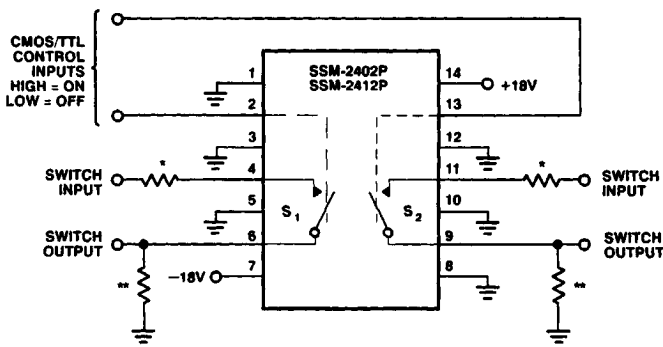 CMOS/TTL
CONTROL
INPUTS
HIGH = ON
LOW = OFF
SSM-2402P
SSM-2412P
1
14
+18V
2
13
3
12
*
4
11
*
SWITCH
INPUT
SWITCH
INPUT
5
10
S1
S2
SWITCH
OUTPUT
6
9
SWITCH
OUTPUT
**
–18V
7
8
**